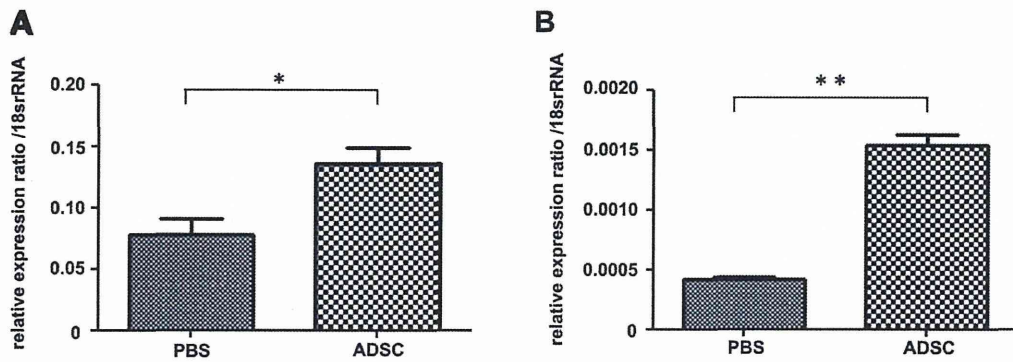 A
relative expression ratio /18srRNA
0.20
0.15
0.10
0.05
0
*
PBS
ADSC
B
relative expression ratio /18srRNA
0.0020
0.0015
0.0010
0.0005
0
* *
PBS
ADSC